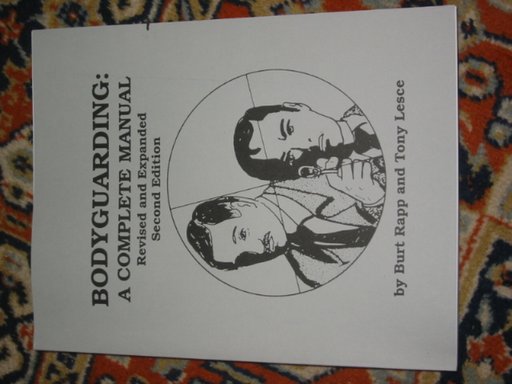 BODYGUARDING:
A COMPLETE MANUAL
Revised and Expanded
Second Edition
by Burt Rapp and Tony Lesce